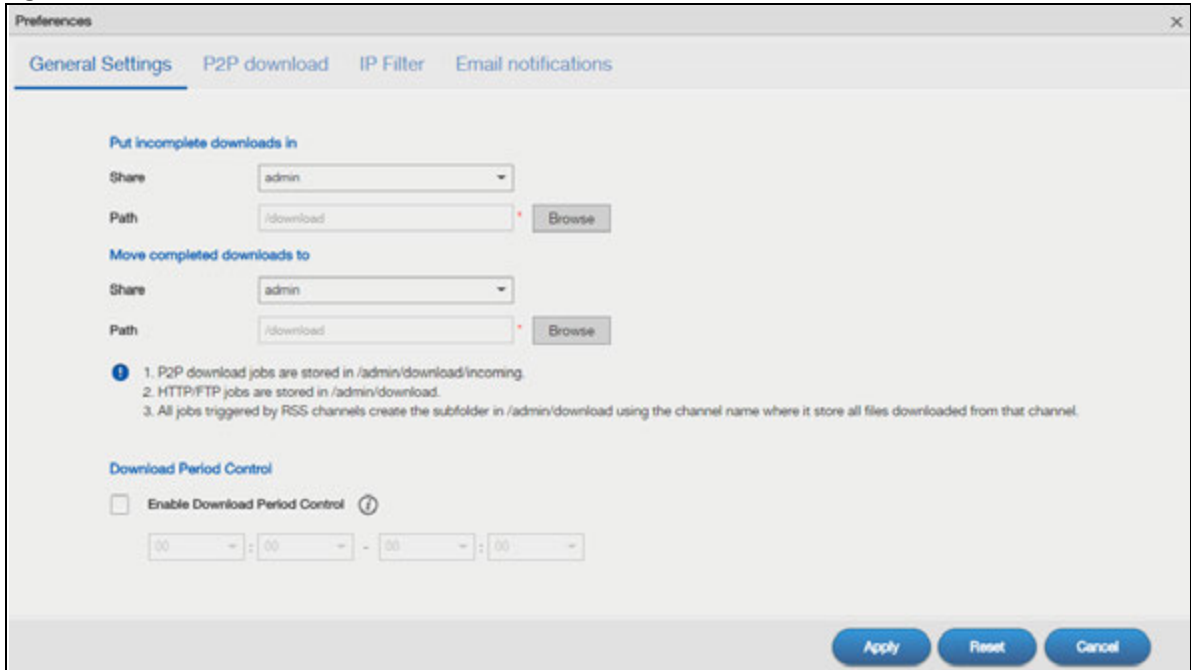 Preferences
General Settings P2P download IP Filter Email notifications
Put incomplete downloads in
Share admin
Path /download * Browse
Move completed downloads to
Share admin
Path /download * Browse
1. P2P download jobs are stored in /admin/download/incoming.
2. HTTP/FTP jobs are stored in /admin/download.
3. All jobs triggered by RSS channels create the subfolder in /admin/download using the channel name where it store all files downloaded from that channel.
Download Period Control
Enable Download Period Control
00 : 00 - 00 : 00
Apply Reset Cancel